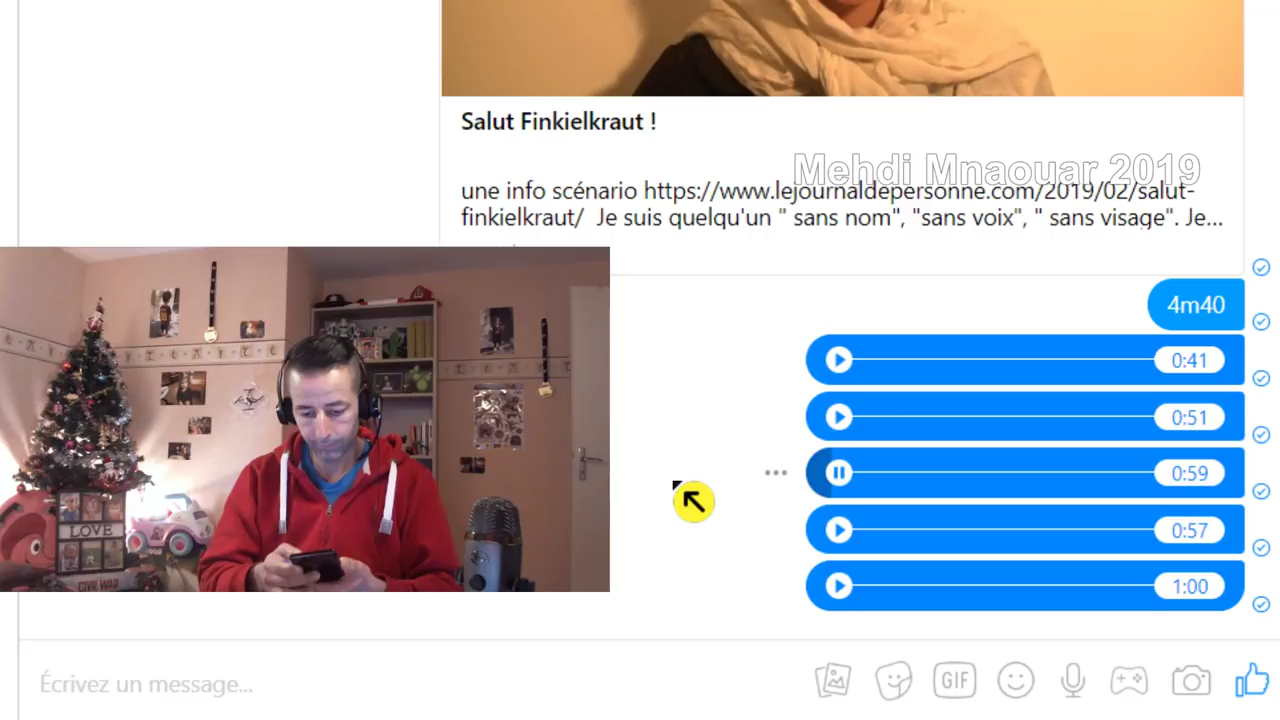 Salut Finkielkraut !
Mehdi Mnaouar 2019
une info scénario https://www.lejournaldepersonne.com/2019/02/salut-
finkielkraut/ Je suis quelqu'un " sans nom", "sans voix", " sans visage". Je...
4m40
0:41
0:51
0:59
0:57
1:00
LOVE
CIVIL WAR
Écrivez un message...
GIF